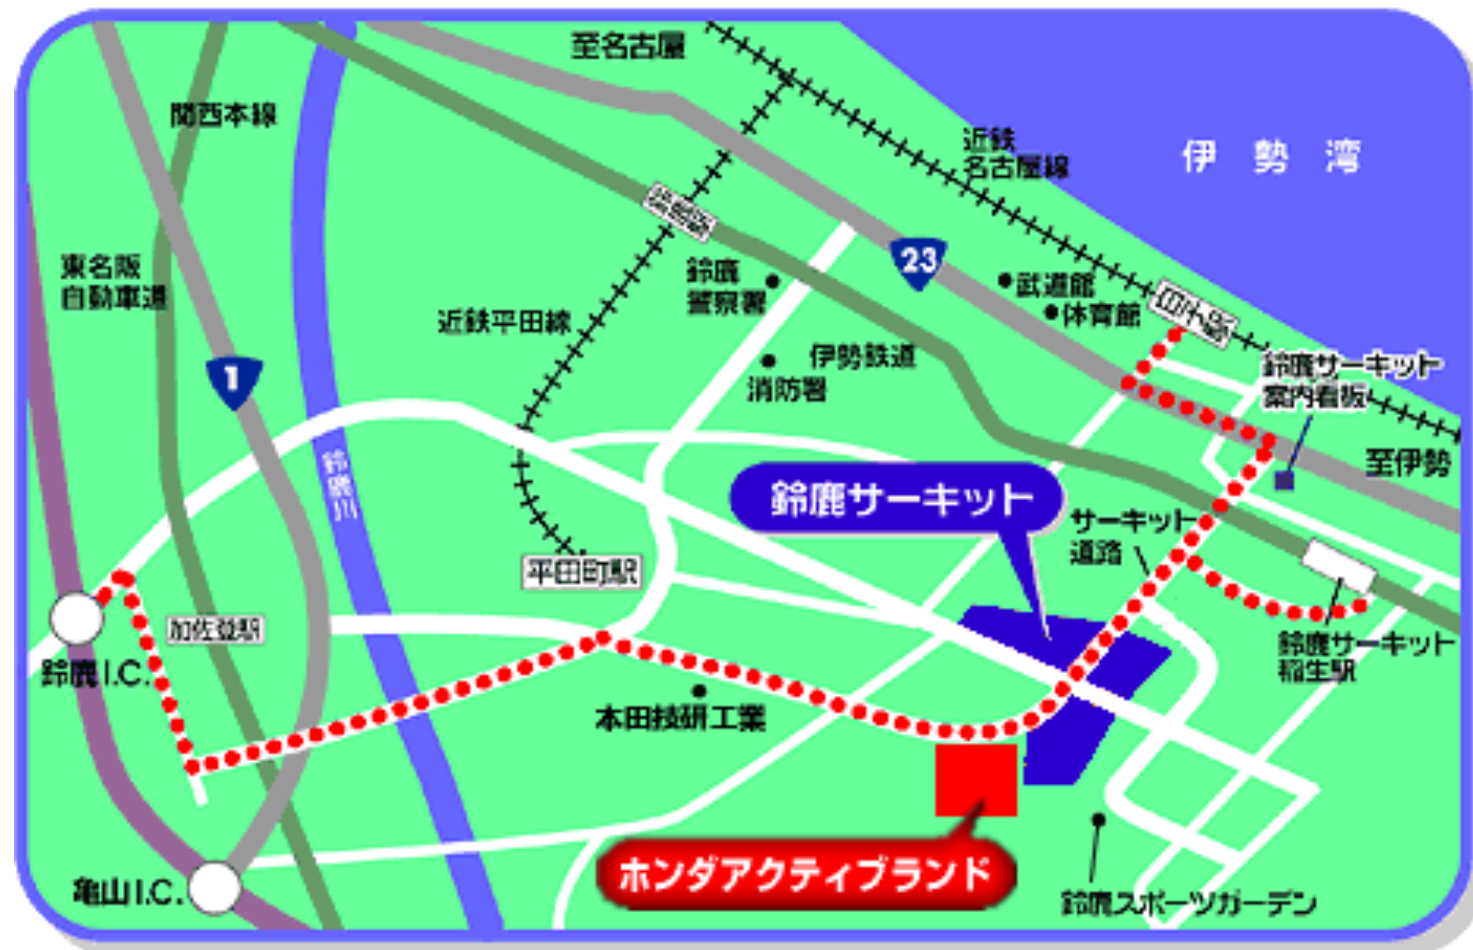 至名古屋
関西本線
近鉄
名古屋線
伊勢湾
東名阪
自動車道
鈴鹿
警察署
23
武道館
体育館
近鉄平田線
伊勢鉄道
消防署
1
鈴鹿サーキット
案内看板
至伊勢
鈴鹿川
鈴鹿サーキット
サーキット
道路
平田町駅
加佐登駅
鈴鹿I.C.
鈴鹿サーキット
稲生駅
本田技研工業
ホンダアクティブランド
亀山I.C.
鈴鹿スポーツガーデン